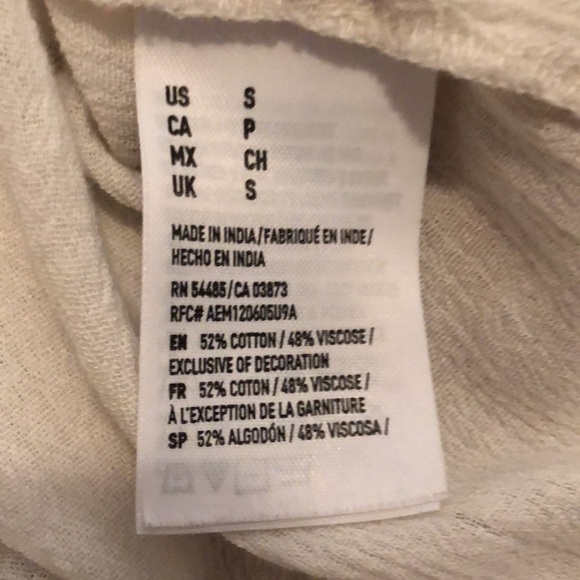 US S
CA P
MX CH
UK S
MADE IN INDIA/FABRIQUÉ EN INDE/
HECHO EN INDIA
RN 54485/CA 03873
RFC# AEM120605U9A
EN 52% COTTON / 48% VISCOSE /
EXCLUSIVE OF DECORATION
FR 52% COTON / 48% VISCOSE /
À L'EXCEPTION DE LA GARNITURE
SP 52% ALGODÓN / 48% VISCOSA /